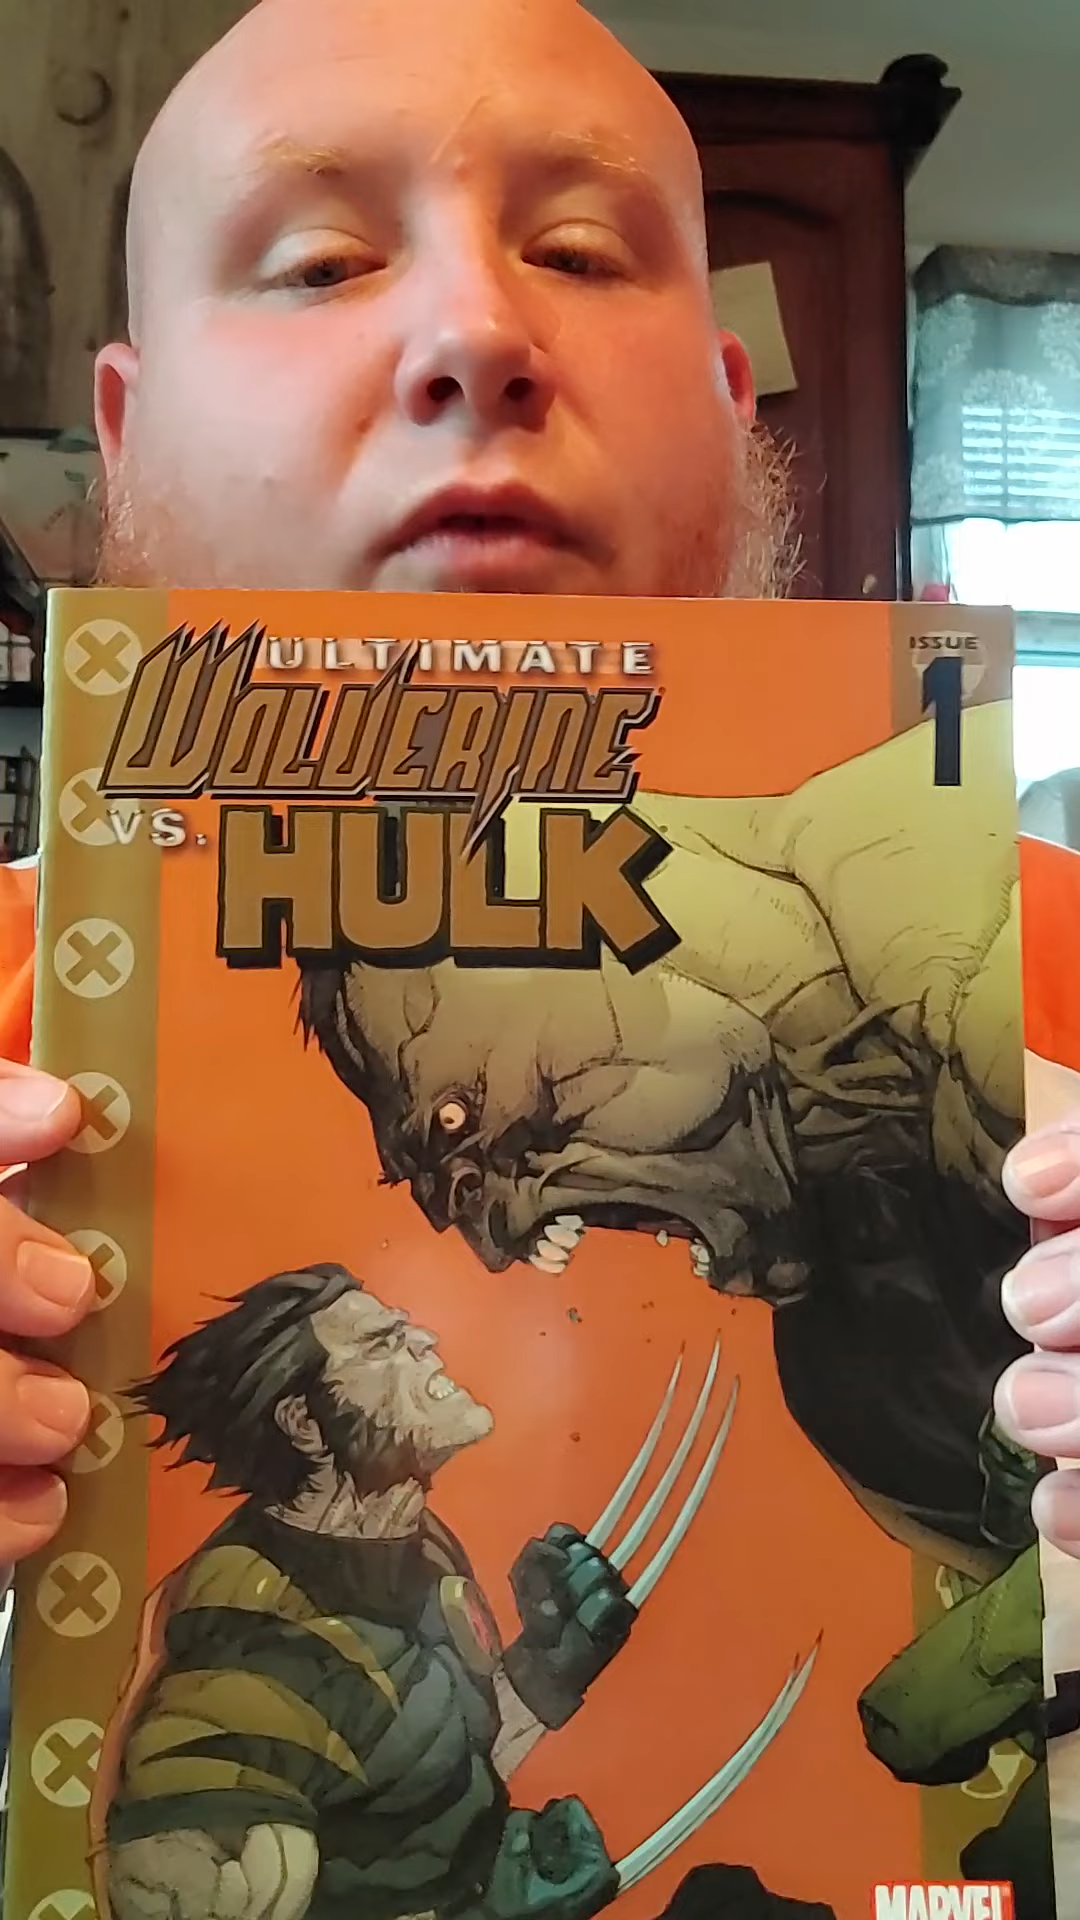 ULTIMATE
WOLVERINE
VS. HULK
ISSUE
1
MARVEL